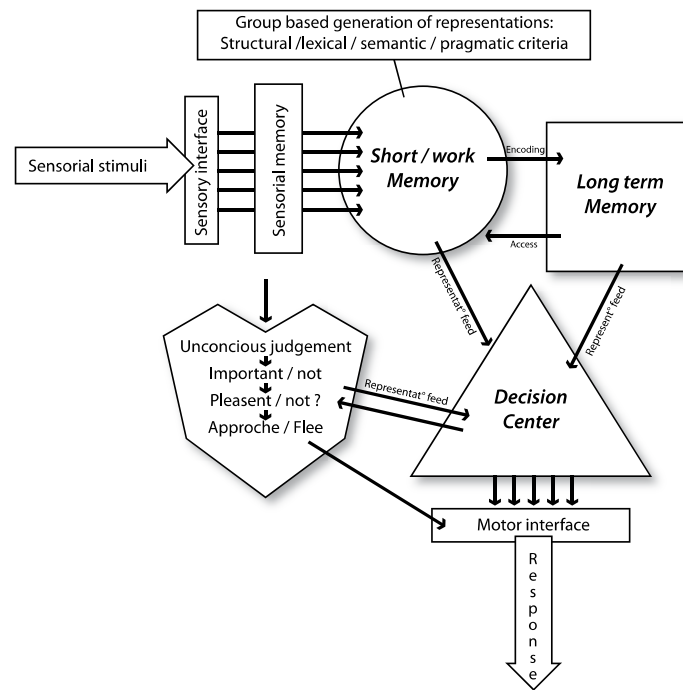 Group based generation of representations:
Structural /lexical / semantic / pragmatic criteria
Sensorial stimuli
Sensory interface
Sensorial memory
Short / work
Memory
Encoding
Access
Long term
Memory
Representat° feed
Represent° feed
Unconcious judgement
Important / not
Pleasent / not ?
Approche / Flee
Representat° feed
Decision
Center
Motor interface
Response